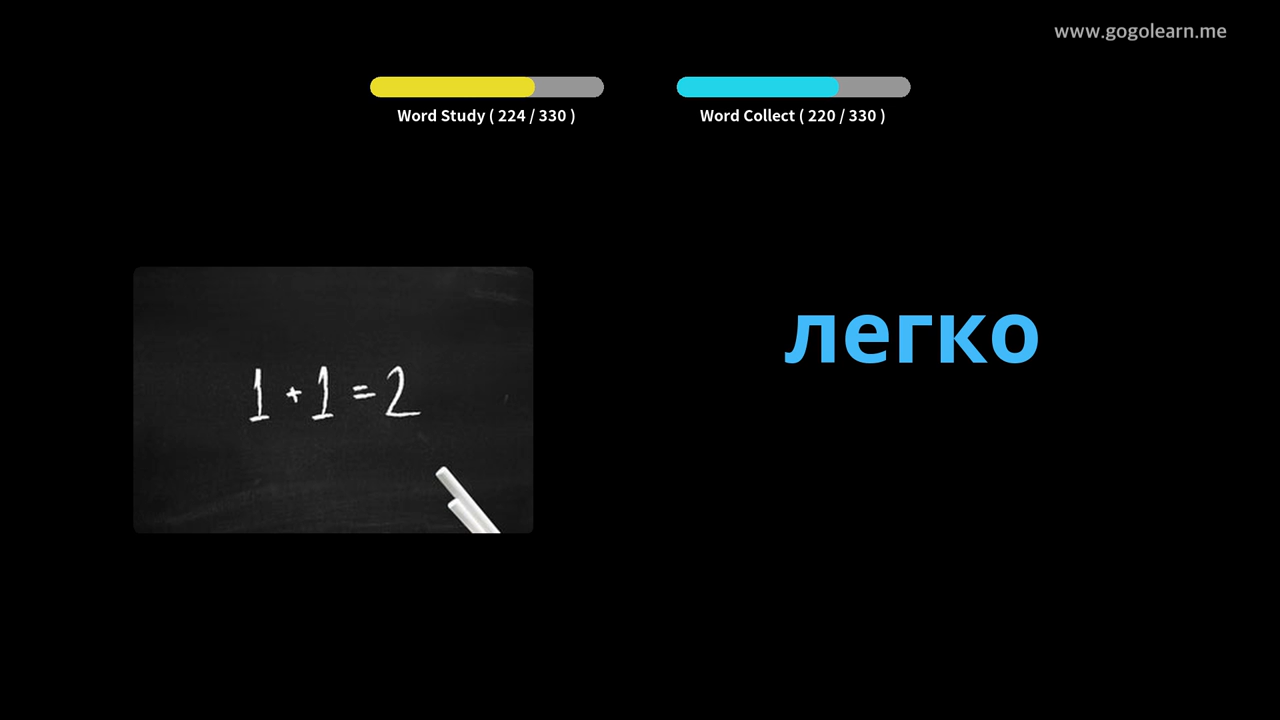 www.gogolearn.me
Word Study ( 224 / 330 )
Word Collect ( 220 / 330 )
легко
1 + 1 = 2